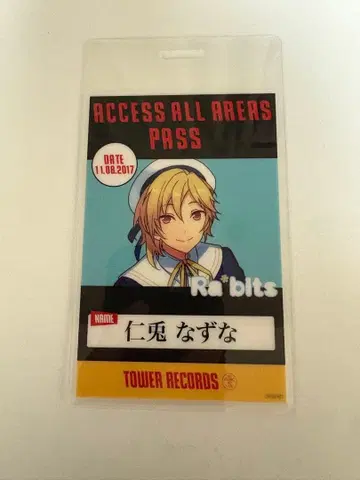 ACCESS ALL AREAS
PASS
DATE
11.08.2017
Ra*bits
NAME
仁兎 なずな
TOWER RECORDS